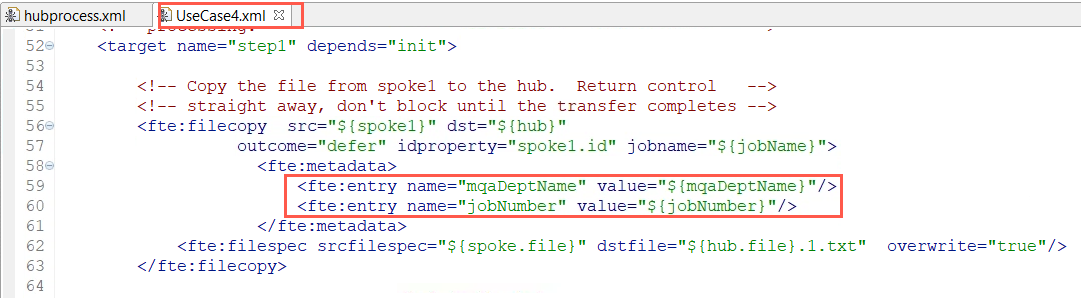 hubprocess.xml UseCase4.xml
52 <target name="step1" depends="init">
53
54 <!-- Copy the file from spoke1 to the hub.  Return control   -->
55 <!-- straight away, don't block until the transfer completes -->
56 <fte:filecopy  src="${spoke1}" dst="${hub}"
57 outcome="defer" idproperty="spoke1.id" jobname="${jobName}">
58 <fte:metadata>
59 <fte:entry name="mqaDeptName" value="${mqaDeptName}"/>
60 <fte:entry name="jobNumber" value="${jobNumber}"/>
61 </fte:metadata>
62 <fte:filespec srcfilespec="${spoke.file}" dstfile="${hub.file}.1.txt"  overwrite="true"/>
63 </fte:filecopy>
64